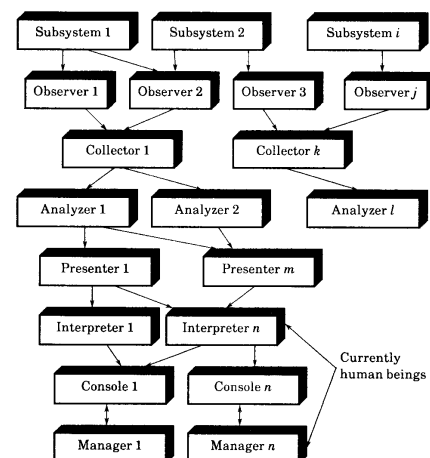 Subsystem 1
Subsystem 2
Subsystem i
Observer 1
Observer 2
Observer 3
Observer j
Collector 1
Collector k
Analyzer 1
Analyzer 2
Analyzer l
Presenter 1
Presenter m
Interpreter 1
Interpreter n
Currently
human beings
Console 1
Console n
Manager 1
Manager n